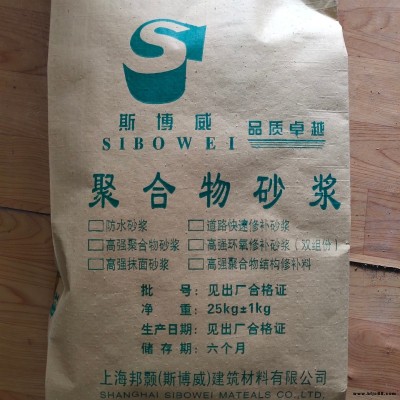 S
斯博威 品质卓越
SIBOWEI
聚合物砂浆
防水砂浆 道路快速修补砂浆
高强聚合物砂浆 高强环氧修补砂浆(双组份)
高强抹面砂浆 高强聚合物结构修补料
批号:见出厂合格证
净重:25kg±1kg
生产日期:见出厂合格证
储存期:六个月
上海邦颢(斯博威)建筑材料有限公司
SHANGHAI SIBOWEI MATEALS CO.,LTD